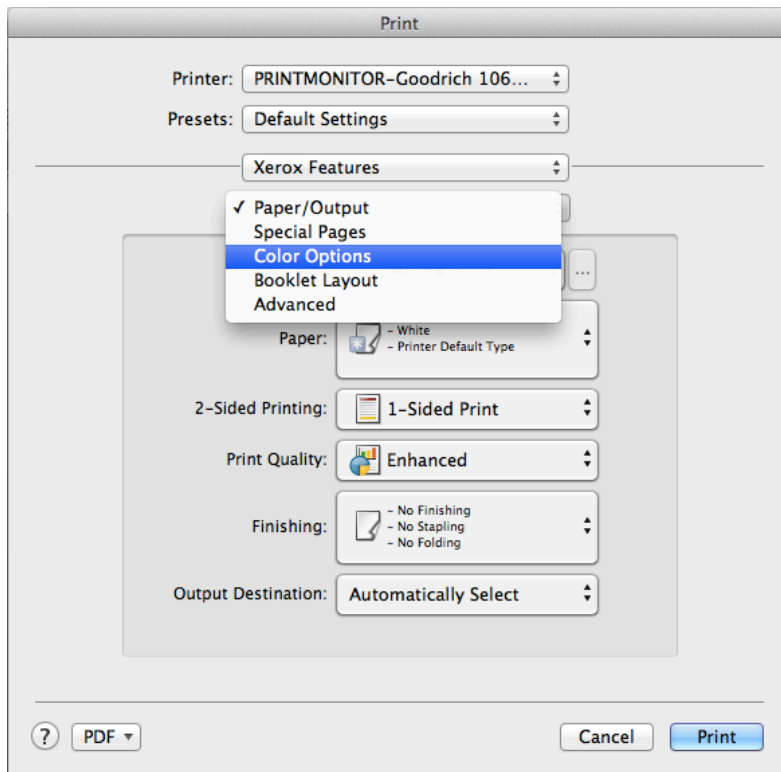 Print
Printer: PRINTMONITOR-Goodrich 106...
Presets: Default Settings
Xerox Features
✓ Paper/Output
Special Pages
Color Options
...
Booklet Layout
Advanced
Paper:
- White
- Printer Default Type
2-Sided Printing: 1-Sided Print
Print Quality: Enhanced
Finishing:
- No Finishing
- No Stapling
- No Folding
Output Destination: Automatically Select
? PDF ▼ Cancel Print